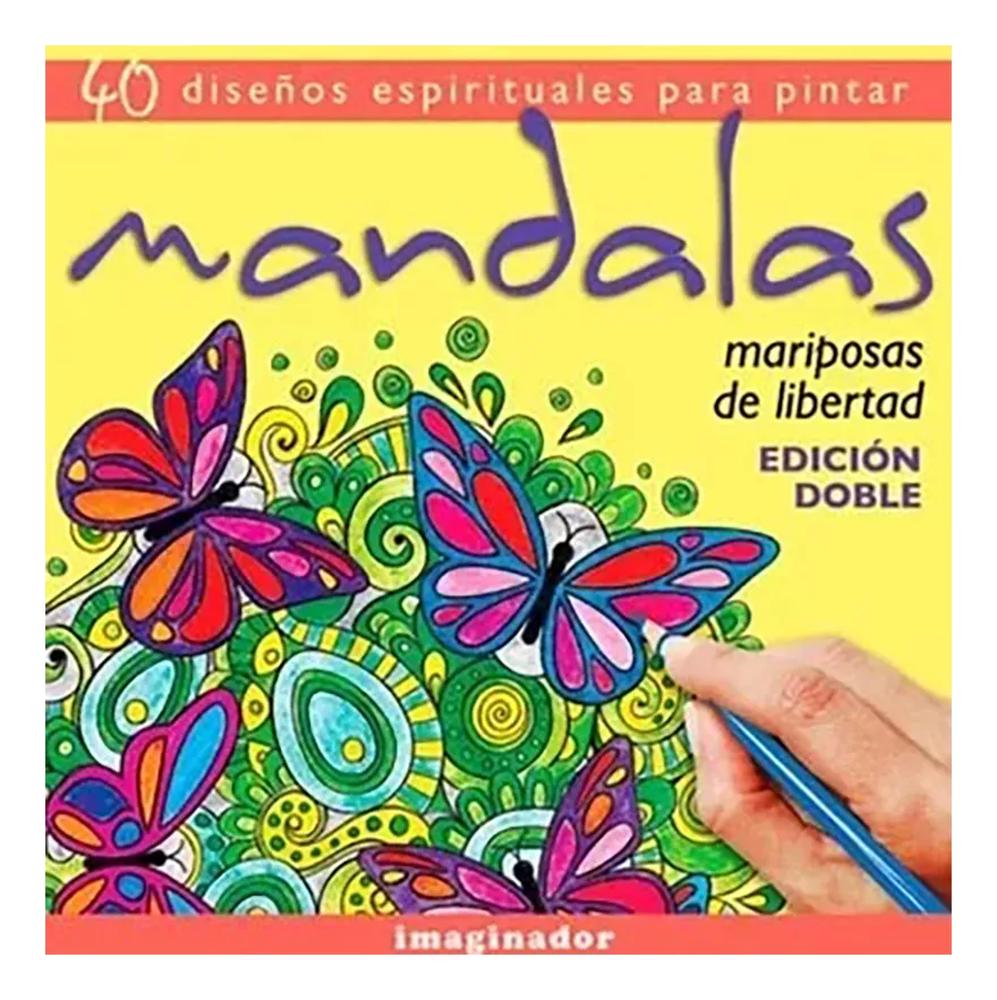 40 diseños espirituales para pintar
mandalas
mariposas
de libertad
EDICIÓN
DOBLE
imaginador